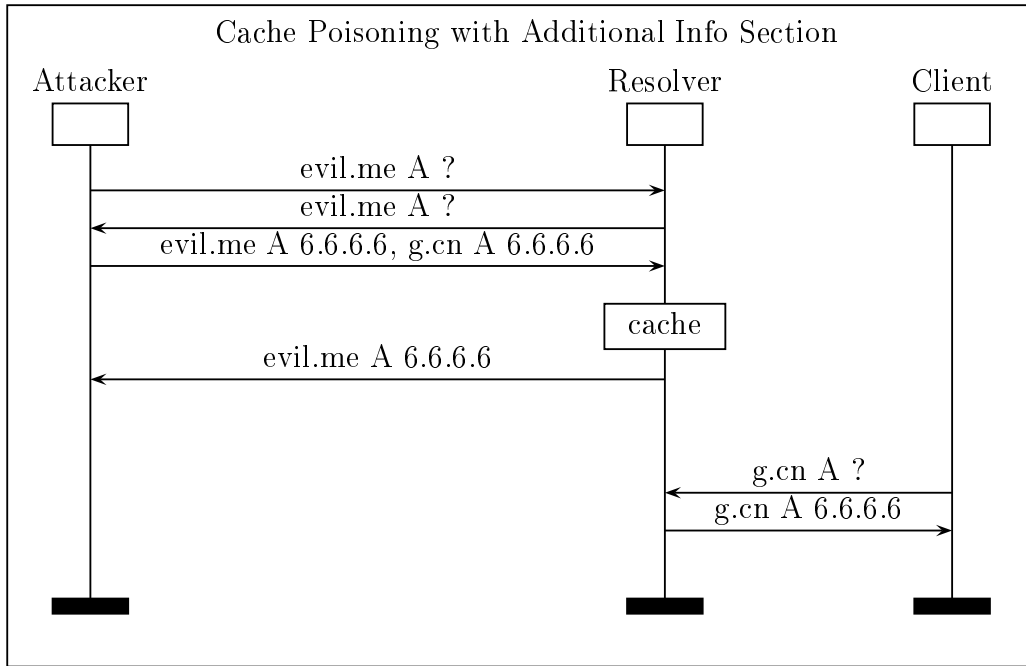 Cache Poisoning with Additional Info Section
Attacker Resolver Client
evil.me A ?
evil.me A ?
evil.me A 6.6.6.6, g.cn A 6.6.6.6
cache
evil.me A 6.6.6.6
g.cn A ?
g.cn A 6.6.6.6